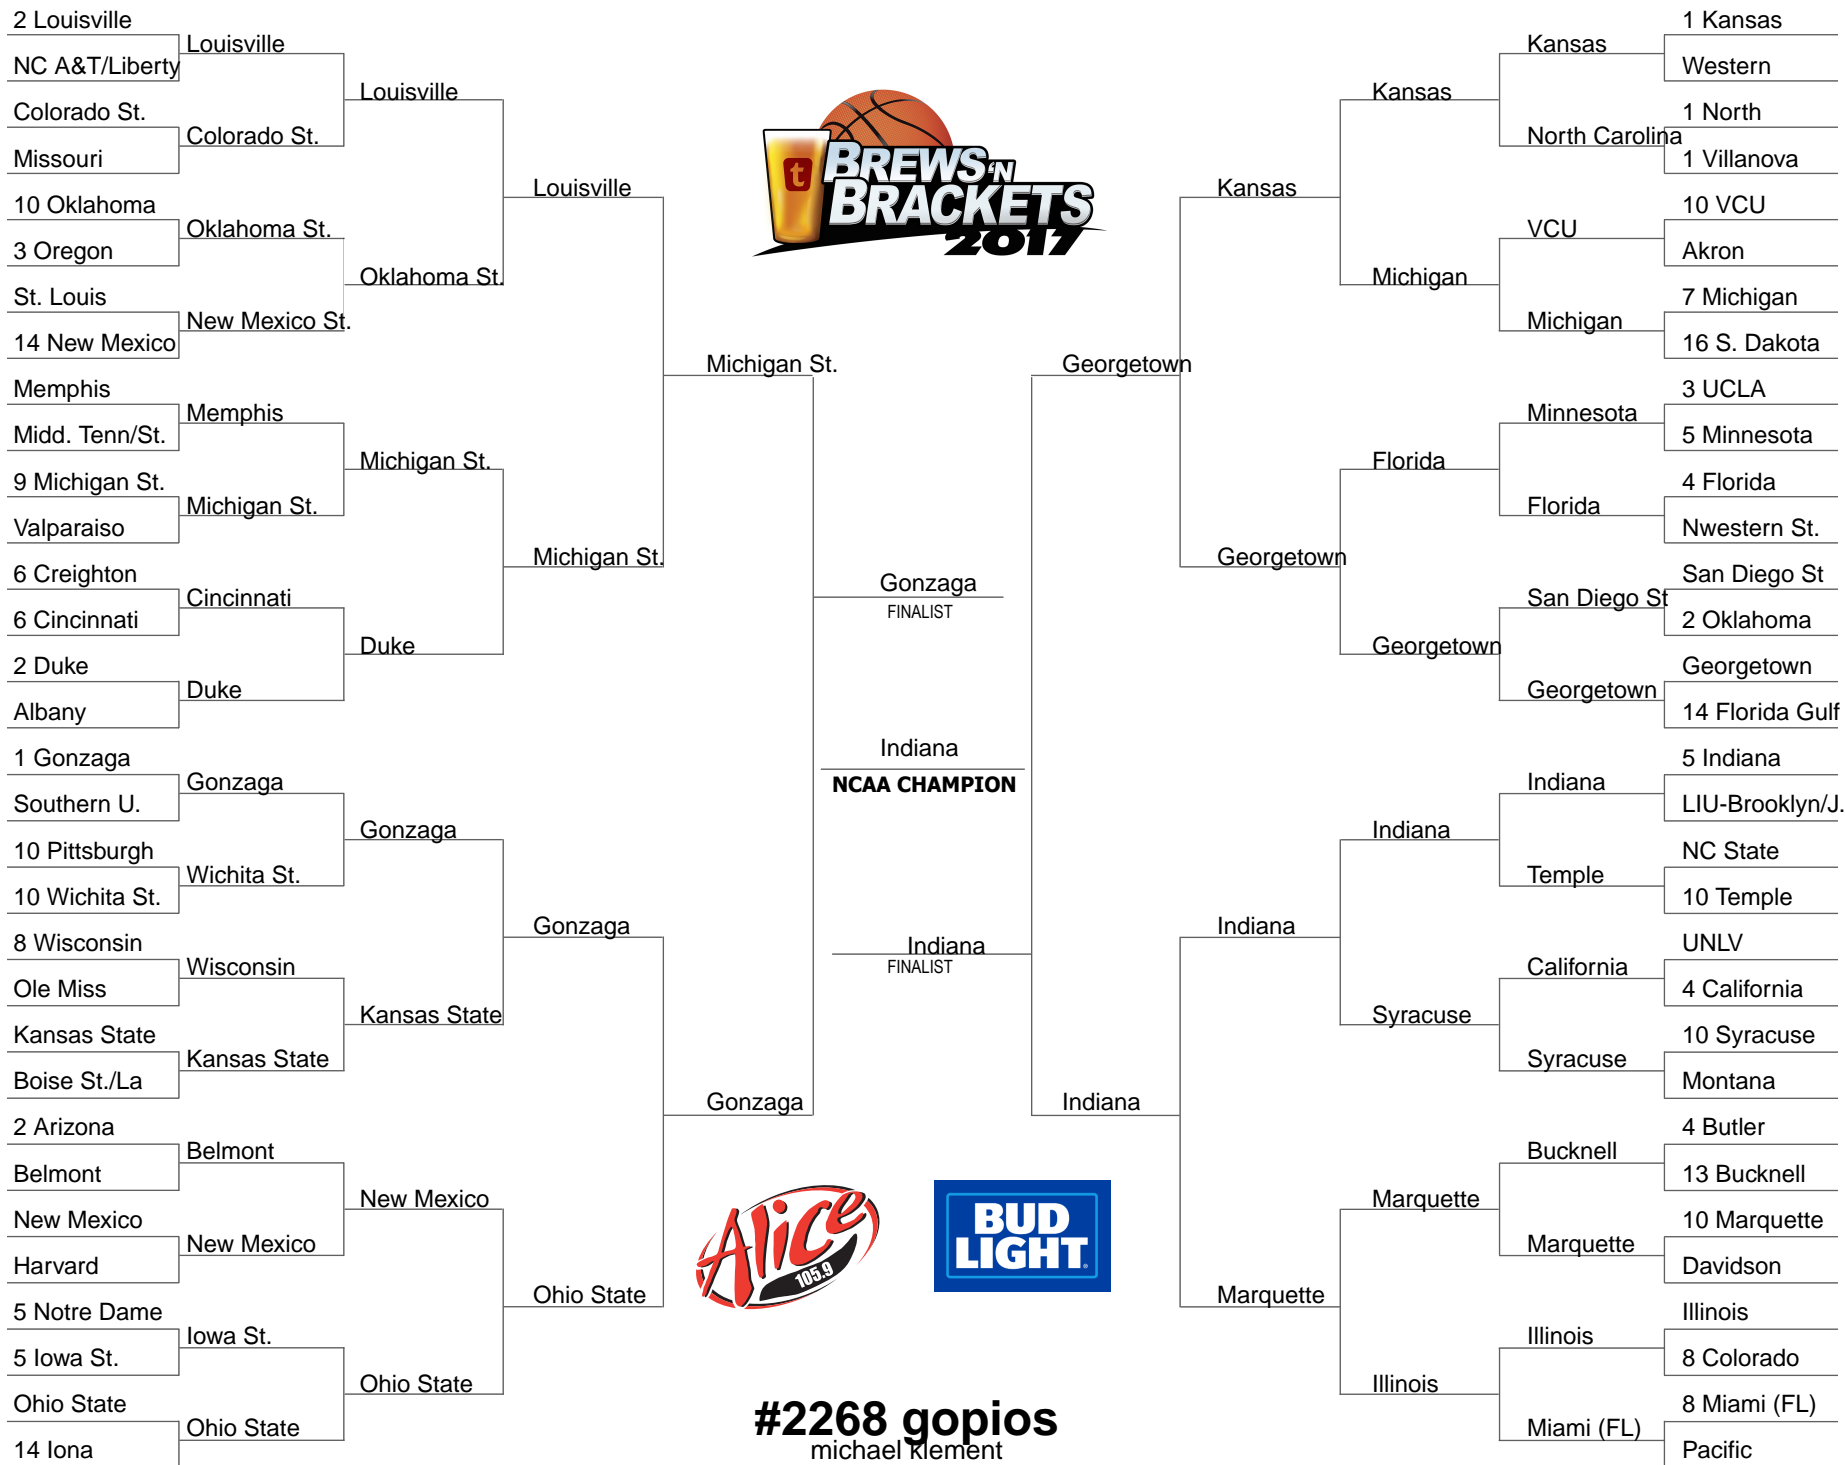 2 Louisville
NC A&T/Liberty
Colorado St.
Missouri
10 Oklahoma
3 Oregon
St. Louis
14 New Mexico
Memphis
Midd. Tenn/St.
9 Michigan St.
Valparaiso
6 Creighton
6 Cincinnati
2 Duke
Albany
1 Gonzaga
Southern U.
10 Pittsburgh
10 Wichita St.
8 Wisconsin
Ole Miss
Kansas State
Boise St./La
2 Arizona
Belmont
New Mexico
Harvard
5 Notre Dame
5 Iowa St.
Ohio State
14 Iona
Louisville
Colorado St.
Oklahoma St.
New Mexico St.
Memphis
Michigan St.
Cincinnati
Duke
Gonzaga
Wichita St.
Wisconsin
Kansas State
Belmont
New Mexico
Iowa St.
Ohio State
Louisville
Oklahoma St.
Michigan St.
Duke
Gonzaga
Kansas State
New Mexico
Ohio State
Louisville
Michigan St.
Gonzaga
Ohio State
Michigan St.
Gonzaga
t
BREWS 'N
BRACKETS
2017
Gonzaga
FINALIST
Indiana
NCAA CHAMPION
Indiana
FINALIST
Alice
105.9
BUD
LIGHT
#2268 gopios
michael klement
Georgetown
Indiana
Kansas
Georgetown
Indiana
Marquette
Kansas
Michigan
Florida
Georgetown
Indiana
Syracuse
Marquette
Illinois
Kansas
North Carolina
VCU
Michigan
Minnesota
Florida
San Diego St
Georgetown
Indiana
Temple
California
Syracuse
Bucknell
Marquette
Illinois
Miami (FL)
1 Kansas
Western
1 North
1 Villanova
10 VCU
Akron
7 Michigan
16 S. Dakota
3 UCLA
5 Minnesota
4 Florida
Nwestern St.
San Diego St
2 Oklahoma
Georgetown
14 Florida Gulf
5 Indiana
LIU-Brooklyn/J.
NC State
10 Temple
UNLV
4 California
10 Syracuse
Montana
4 Butler
13 Bucknell
10 Marquette
Davidson
Illinois
8 Colorado
8 Miami (FL)
Pacific